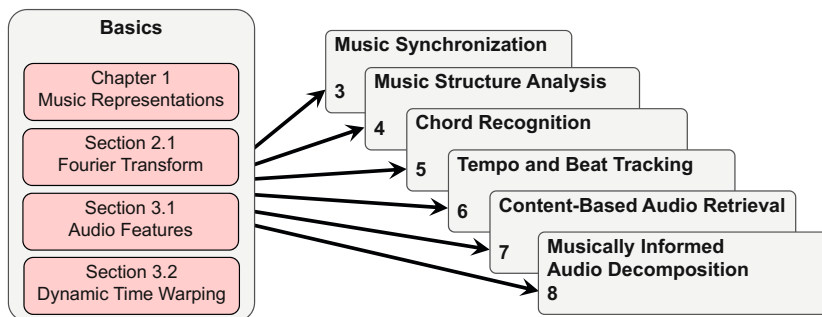 Basics
Chapter 1
Music Representations
Section 2.1
Fourier Transform
Section 3.1
Audio Features
Section 3.2
Dynamic Time Warping
Music Synchronization
3
Music Structure Analysis
4
Chord Recognition
5
Tempo and Beat Tracking
6
Content-Based Audio Retrieval
7
Musically Informed
Audio Decomposition
8